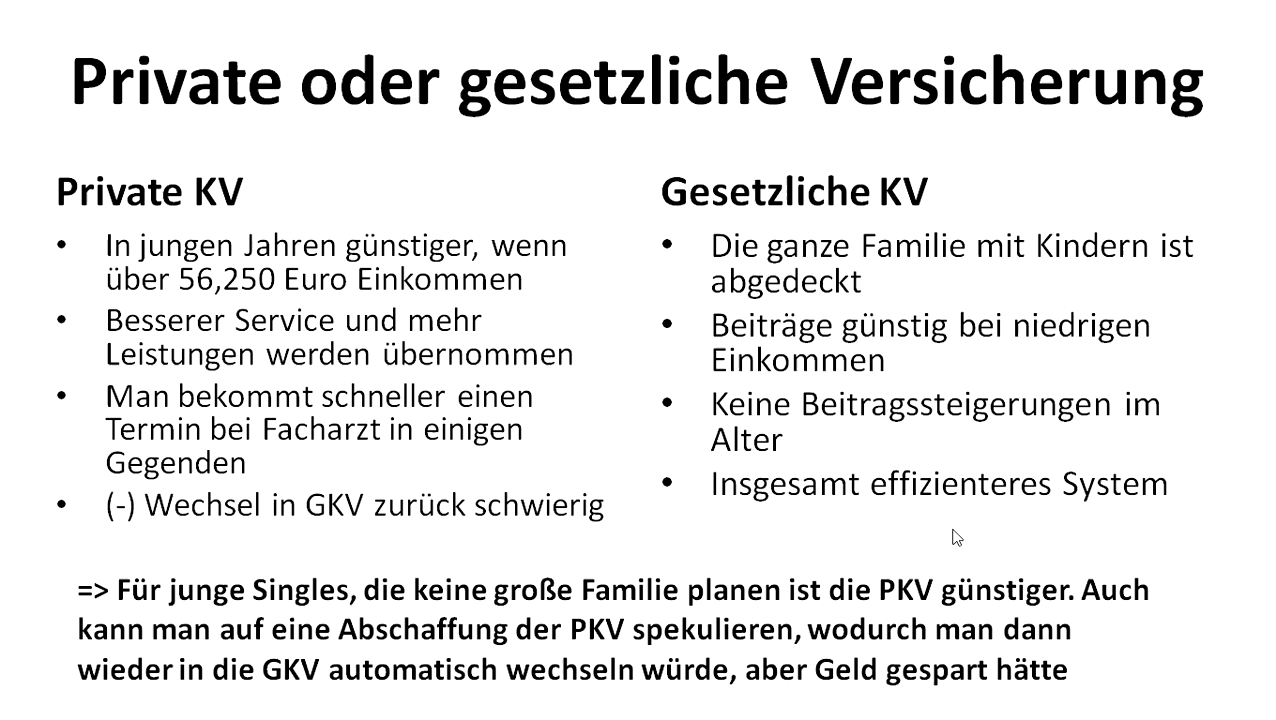 Private oder gesetzliche Versicherung
Private KV
• In jungen Jahren günstiger, wenn
über 56,250 Euro Einkommen
• Besserer Service und mehr
Leistungen werden übernommen
• Man bekommt schneller einen
Termin bei Facharzt in einigen
Gegenden
• (-) Wechsel in GKV zurück schwierig
Gesetzliche KV
• Die ganze Familie mit Kindern ist
abgedeckt
• Beiträge günstig bei niedrigen
Einkommen
• Keine Beitragssteigerungen im
Alter
• Insgesamt effizienteres System
=> Für junge Singles, die keine große Familie planen ist die PKV günstiger. Auch
kann man auf eine Abschaffung der PKV spekulieren, wodurch man dann
wieder in die GKV automatisch wechseln würde, aber Geld gespart hätte